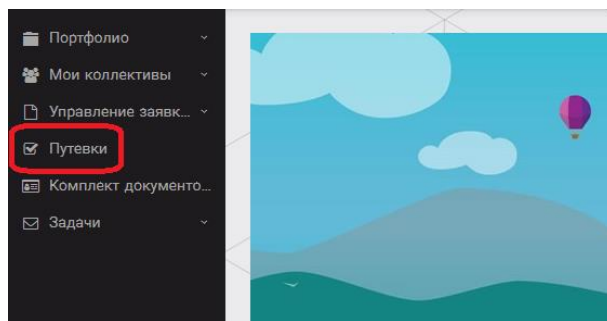 Портфолио
Мои коллективы
Управление заявк...
Путевки
Комплект документо...
Задачи